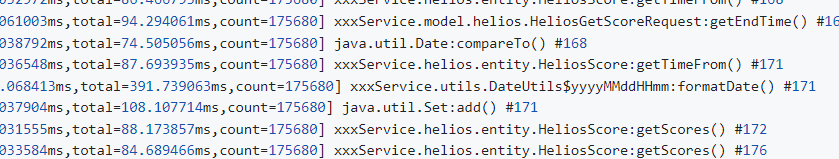 032972ms,total=86.466795ms,count=175680] xxxService.helios.entity.HeliosScore:getTimeFrom() #168
061003ms,total=94.294061ms,count=175680] xxxService.model.helios.HeliosGetScoreRequest:getEndTime() #16
038792ms,total=74.505056ms,count=175680] java.util.Date:compareTo() #168
036548ms,total=87.693935ms,count=175680] xxxService.helios.entity.HeliosScore:getTimeFrom() #171
.068413ms,total=391.739063ms,count=175680] xxxService.utils.DateUtils$yyyyMMddHHmm:formatDate() #171
037904ms,total=108.107714ms,count=175680] java.util.Set:add() #171
031555ms,total=88.173857ms,count=175680] xxxService.helios.entity.HeliosScore:getScores() #172
033584ms,total=84.689466ms,count=175680] xxxService.helios.entity.HeliosScore:getScores() #176